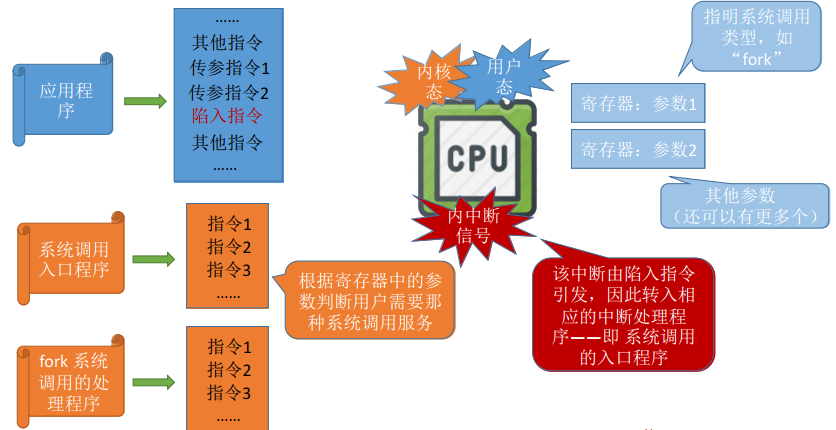 应用程
序
……
其他指令
传参指令1
传参指令2
陷入指令
其他指令
……
内核
态
用户
态
CPU
内中断
信号
指明系统调用
类型，如
“fork”
寄存器：参数1
寄存器：参数2
其他参数
（还可以有更多个）
系统调用
入口程序
指令1
指令2
指令3
……
根据寄存器中的参
数判断用户需要那
种系统调用服务
该中断由陷入指令
引发，因此转入相
应的中断处理程
序——即 系统调用
的入口程序
fork 系统
调用的处
理程序
指令1
指令2
指令3
……